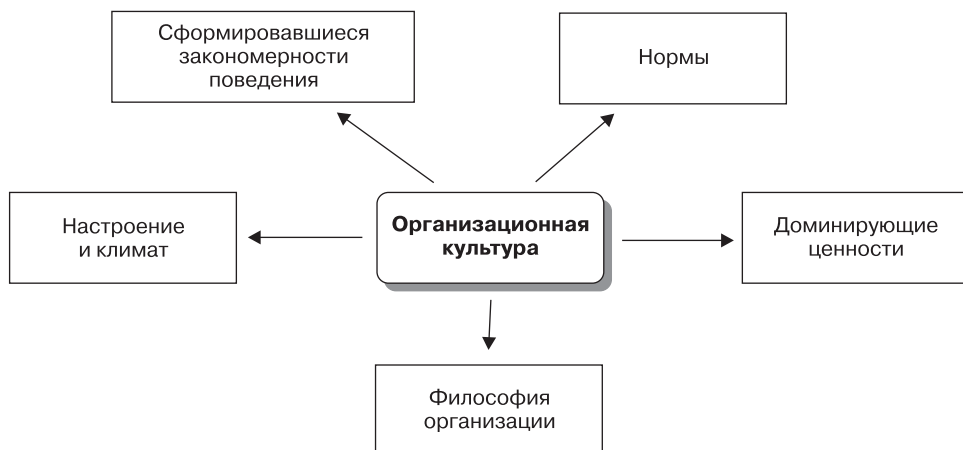 Сформировавшиеся
закономерности
поведения
Нормы
Настроение
и климат
Организационная
культура
Доминирующие
ценности
Философия
организации